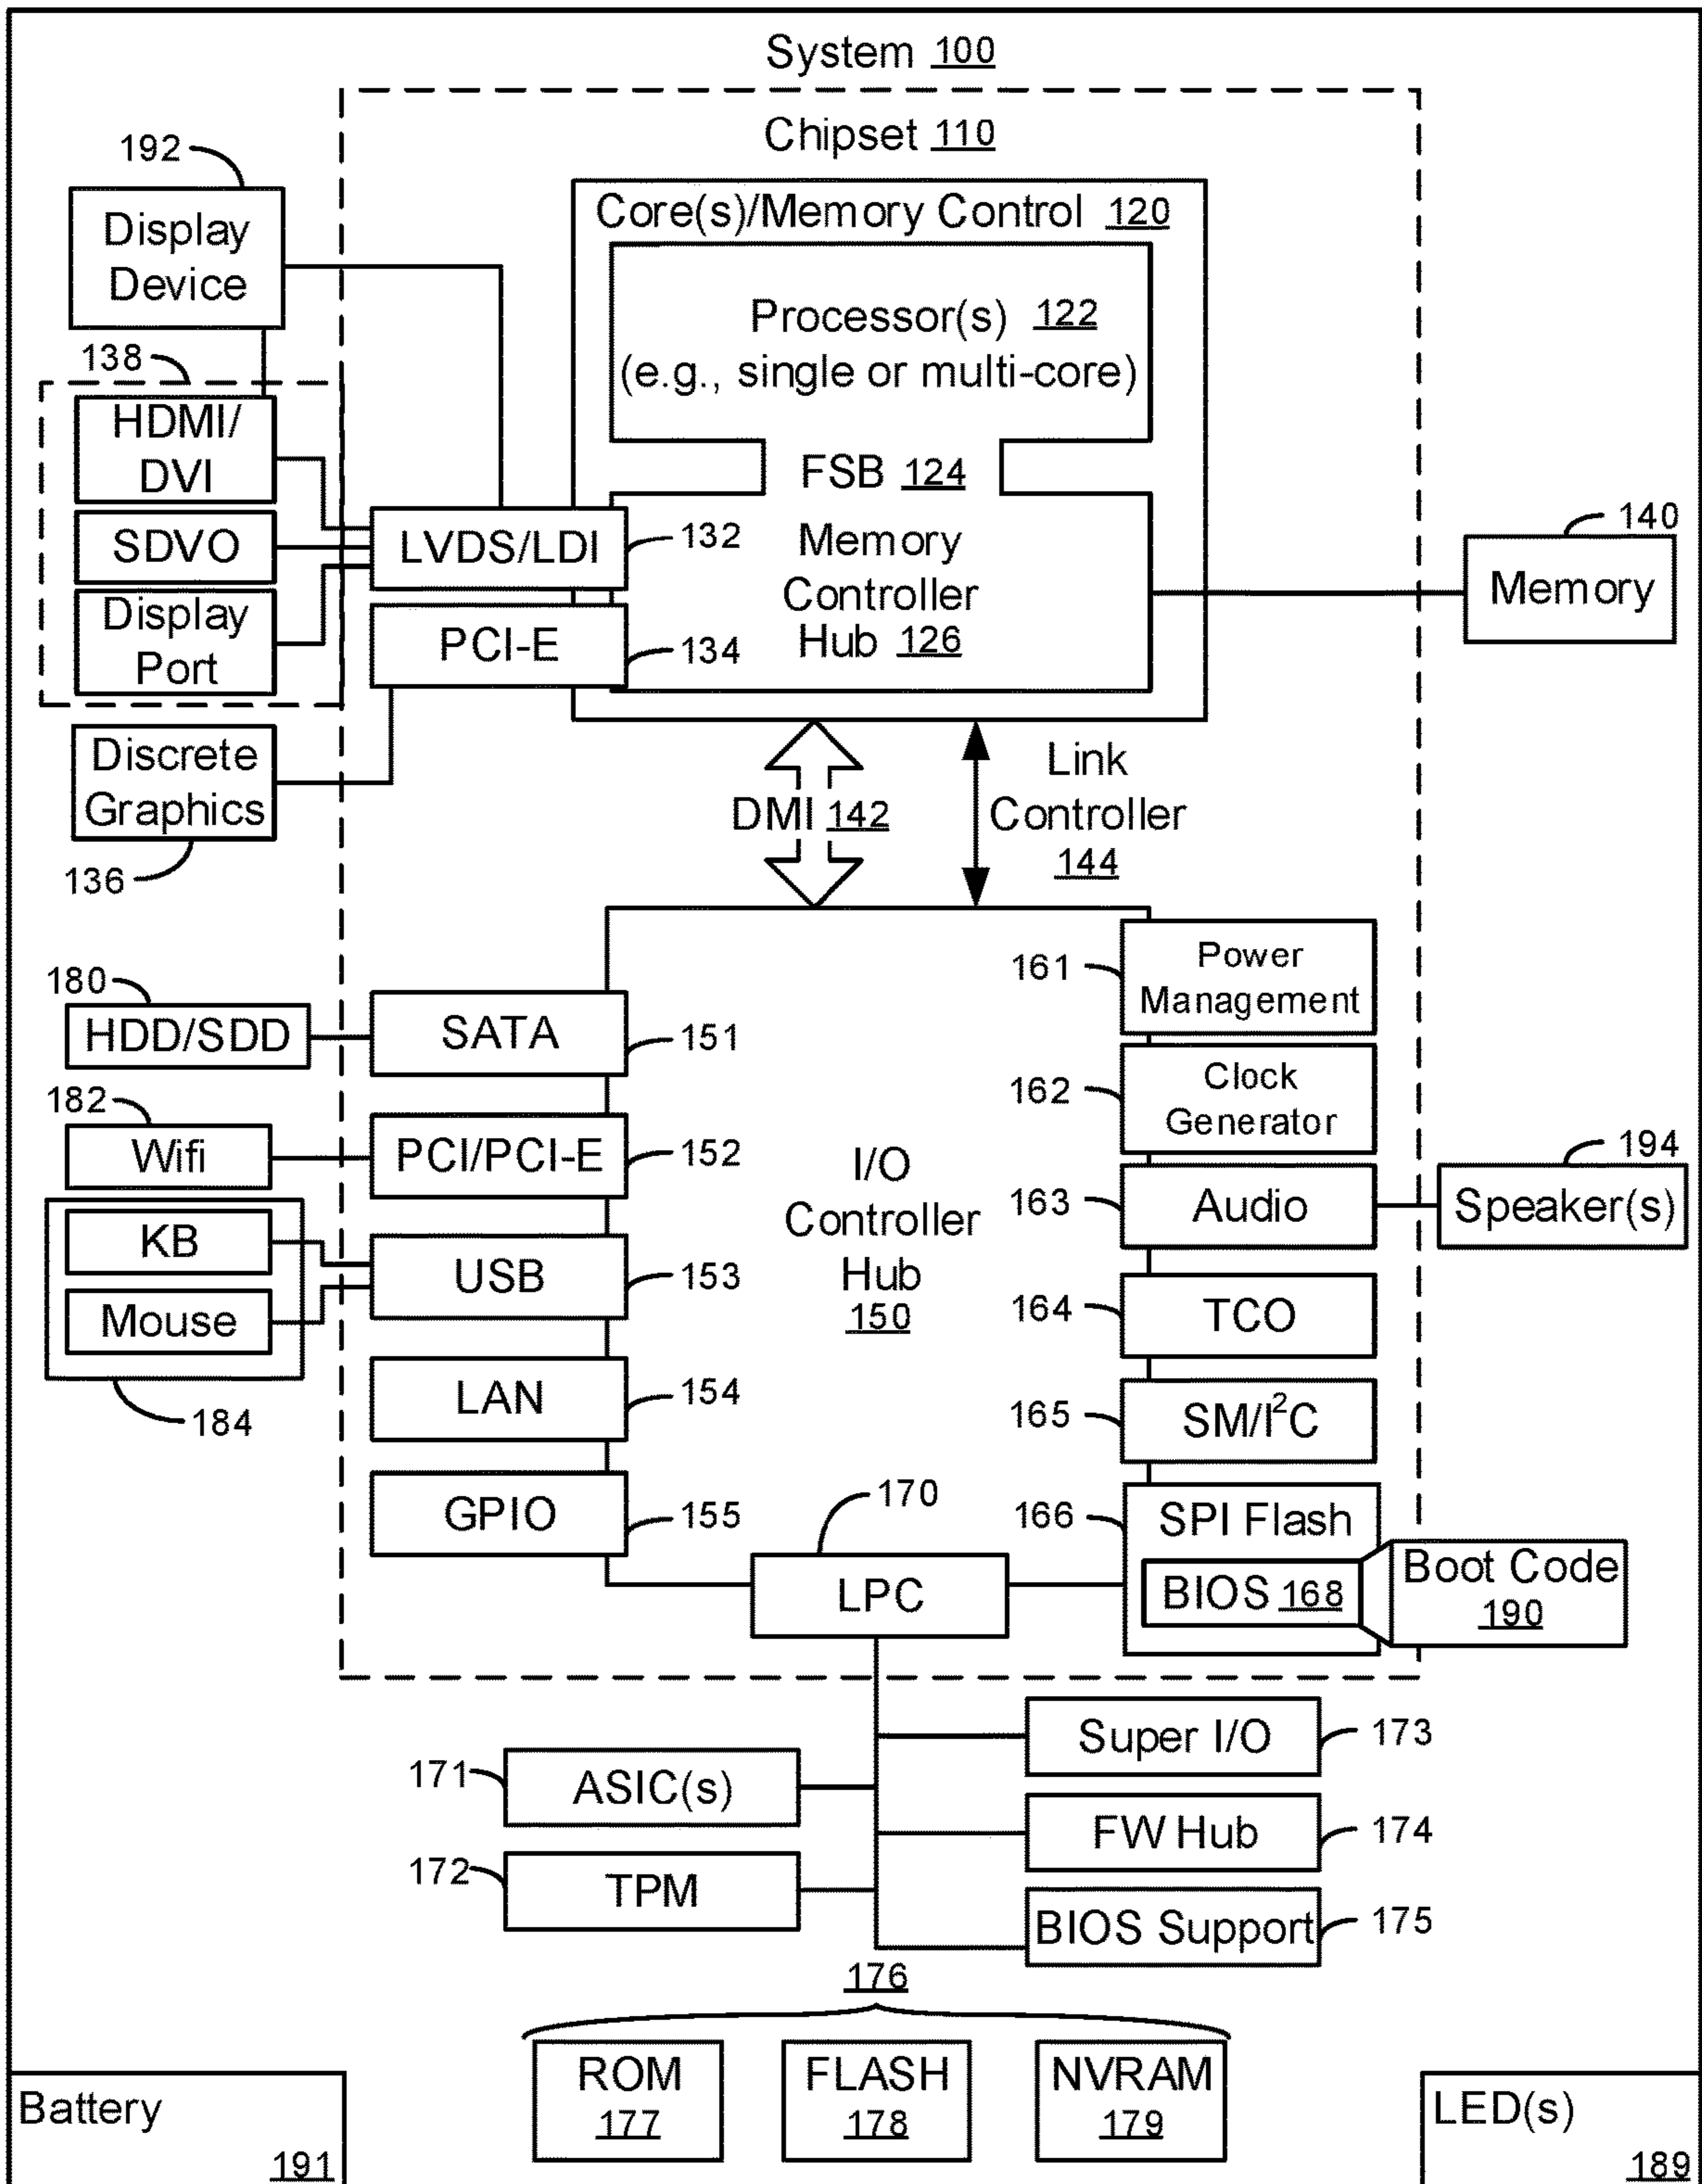 System 100
Chipset 110
192
Display
Device
Core(s)/Memory Control 120
Processor(s) 122
(e.g., single or multi-core)
FSB 124
Memory
Controller
Hub 126
138
HDMI/
DVI
SDVO
Display
Port
LVDS/LDI
132
PCI-E
134
140
Memory
Discrete
Graphics
136
DMI 142
Link
Controller
144
180
HDD/SDD
SATA
151
182
Wifi
PCI/PCI-E
152
KB
Mouse
184
USB
153
LAN
154
GPIO
155
I/O
Controller
Hub
150
161
Power
Management
162
Clock
Generator
163
Audio
194
Speaker(s)
164
TCO
165
SM/I²C
166
SPI Flash
BIOS 168
Boot Code
190
170
LPC
171
ASIC(s)
172
TPM
Super I/O
173
FW Hub
174
BIOS Support
175
176
ROM
177
FLASH
178
NVRAM
179
Battery
191
LED(s)
189